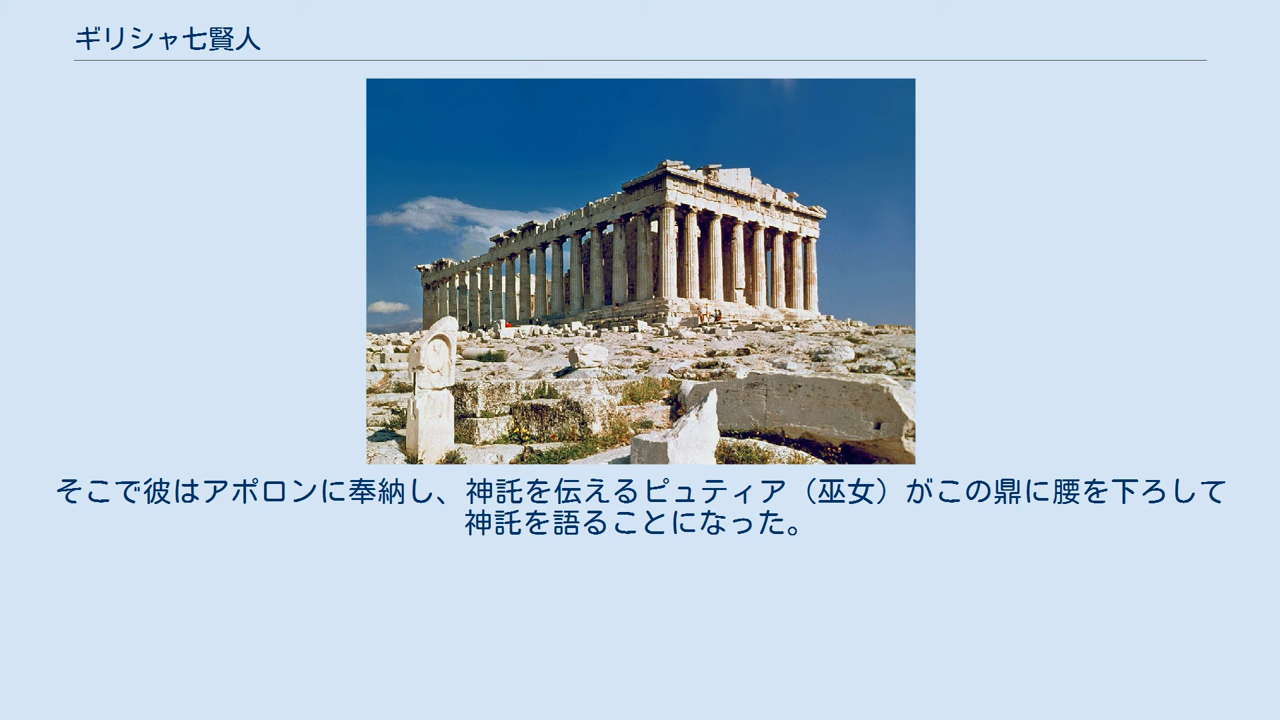 ギリシャ七賢人
そこで彼はアポロンに奉納し、神託を伝えるピュティア（巫女）がこの鼎に腰を下ろして
神託を語ることになった。